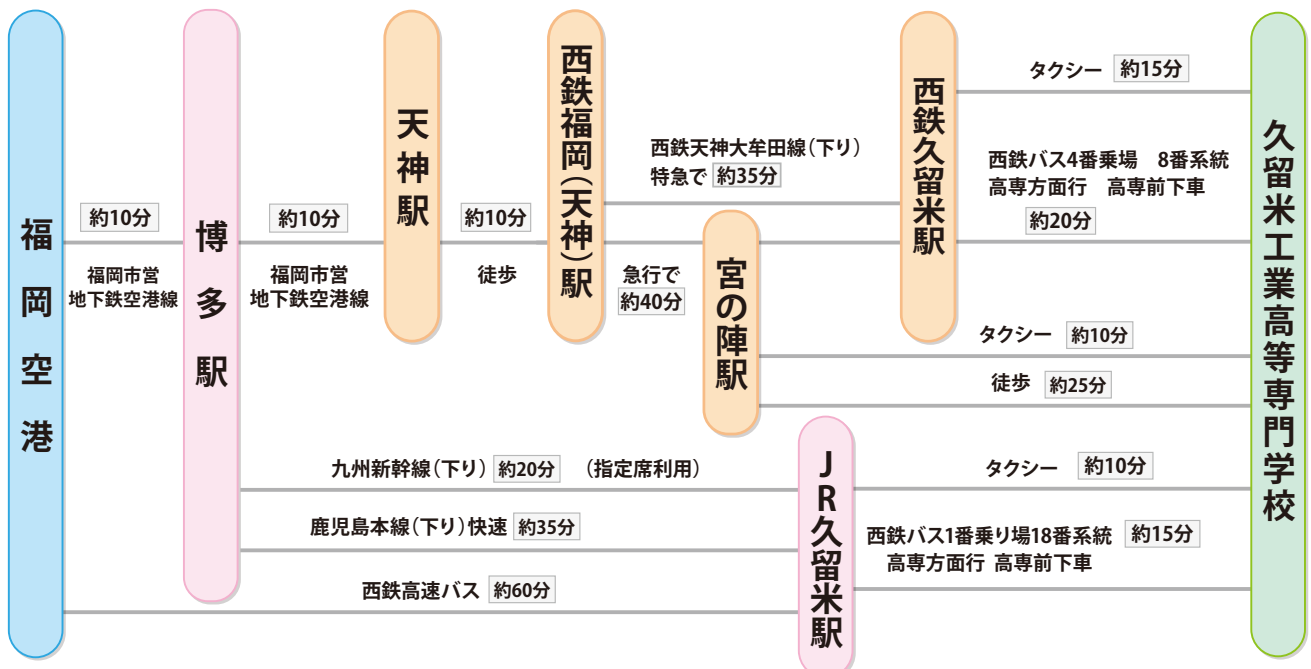 福岡空港
約10分
福岡市営
地下鉄空港線
博多駅
約10分
福岡市営
地下鉄空港線
天神駅
約10分
徒歩
西鉄福岡(天神)駅
西鉄天神大牟田線(下り)
特急で 約35分
急行で
約40分
宮の陣駅
西鉄久留米駅
タクシー 約15分
西鉄バス4番乗場 8番系統
高専方面行 高専前下車
約20分
タクシー 約10分
徒歩 約25分
九州新幹線(下り) 約20分 (指定席利用)
鹿児島本線(下り)快速 約35分
西鉄高速バス 約60分
JR久留米駅
タクシー 約10分
西鉄バス1番乗り場18番系統 約15分
高専方面行 高専前下車
久留米工業高等専門学校